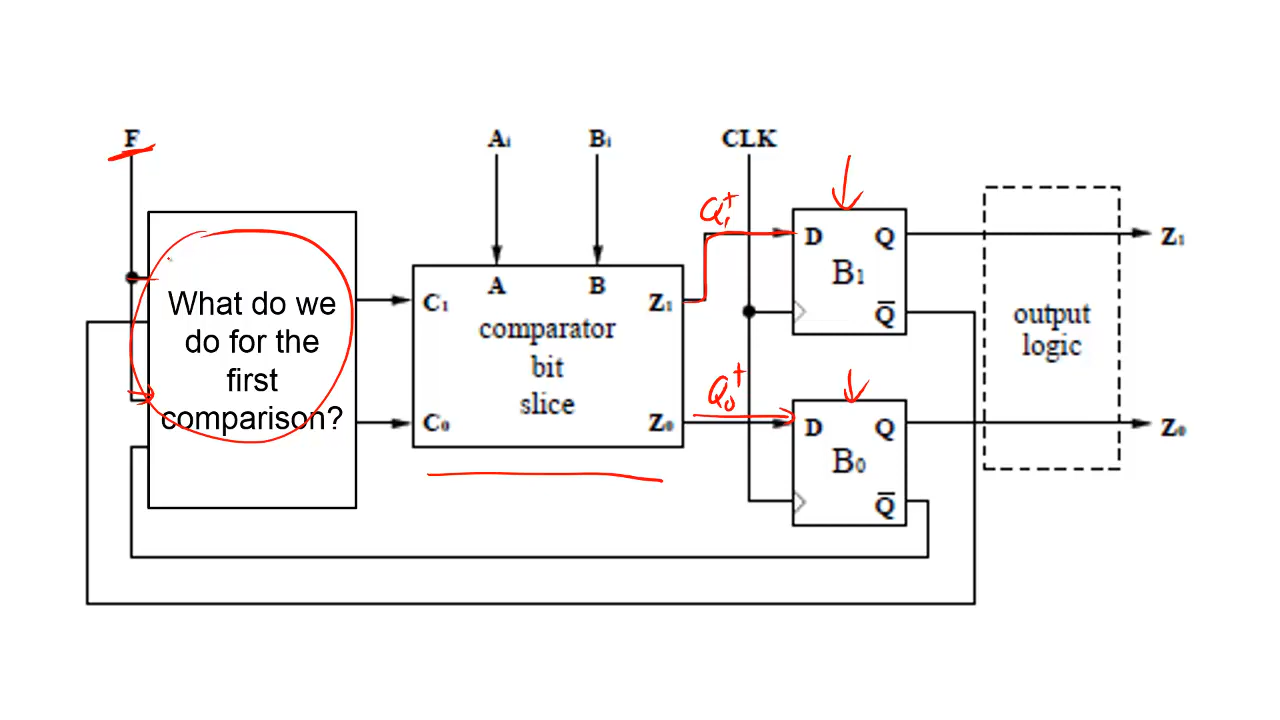 F
A₁
B₁
CLK
Q₁⁺
What do we
do for the
first
comparison?
C₁
A
B
Z₁
comparator
bit
slice
C₀
Z₀
Q₀⁺
D
Q
B₁
Q̅
D
Q
B₀
Q̅
output
logic
Z₁
Z₀